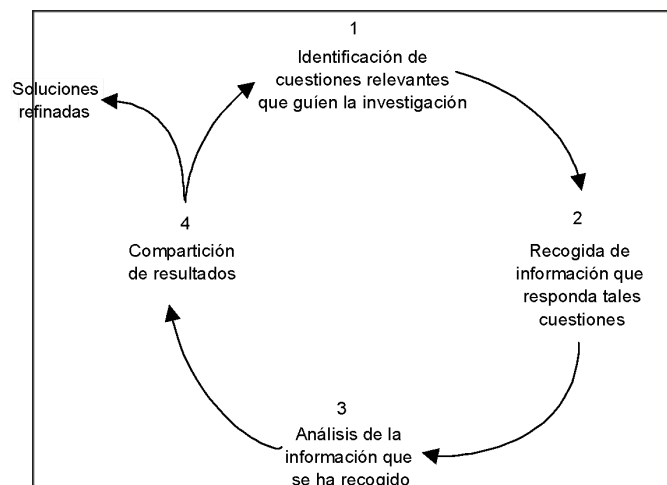 1
Identificación de
cuestiones relevantes
que guíen la investigación
Soluciones
refinadas
2
Recogida de
información que
responda tales
cuestiones
3
Análisis de la
información que
se ha recogido
4
Compartición
de resultados